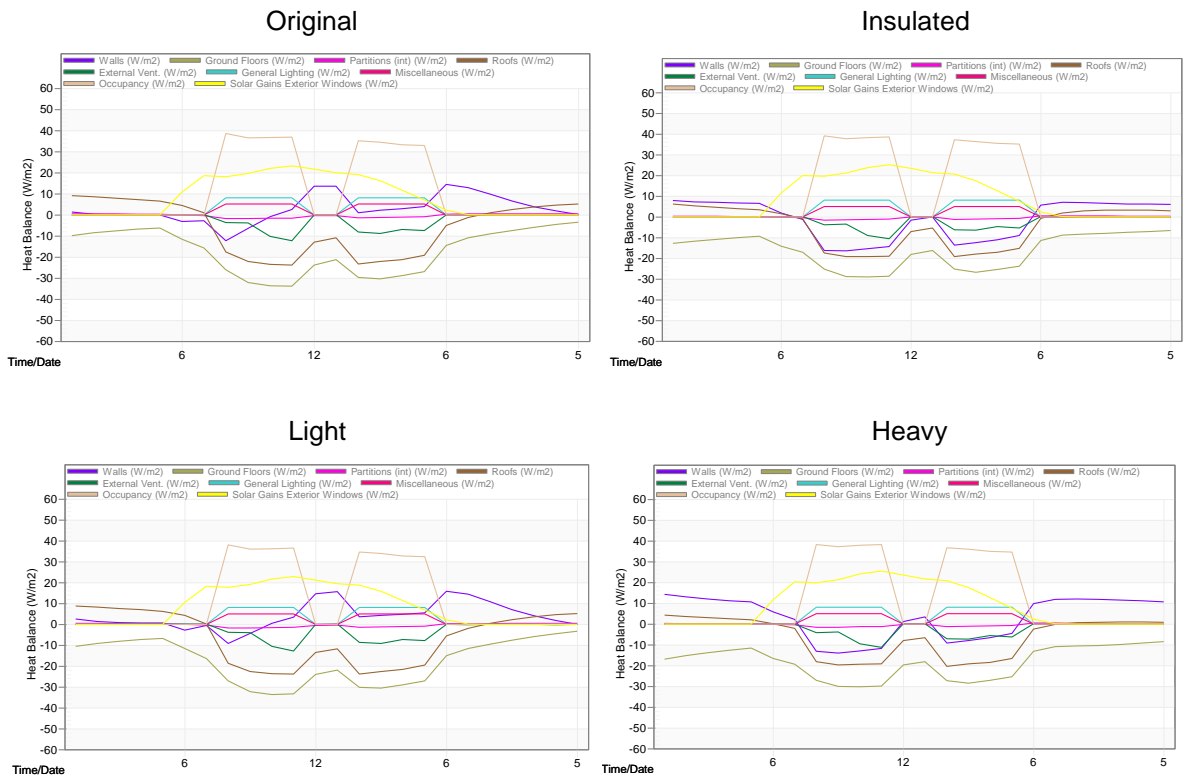 Original
Walls (W/m2) Ground Floors (W/m2) Partitions (int) (W/m2) Roofs (W/m2)
External Vent. (W/m2) General Lighting (W/m2) Miscellaneous (W/m2)
Occupancy (W/m2) Solar Gains Exterior Windows (W/m2)
60
50
40
30
20
10
0
-10
-20
-30
-40
-50
-60
Heat Balance (W/m2)
6 12 6 5
Time/Date
Insulated
Walls (W/m2) Ground Floors (W/m2) Partitions (int) (W/m2) Roofs (W/m2)
External Vent. (W/m2) General Lighting (W/m2) Miscellaneous (W/m2)
Occupancy (W/m2) Solar Gains Exterior Windows (W/m2)
60
50
40
30
20
10
0
-10
-20
-30
-40
-50
-60
Heat Balance (W/m2)
6 12 6 5
Time/Date
Light
Walls (W/m2) Ground Floors (W/m2) Partitions (int) (W/m2) Roofs (W/m2)
External Vent. (W/m2) General Lighting (W/m2) Miscellaneous (W/m2)
Occupancy (W/m2) Solar Gains Exterior Windows (W/m2)
60
50
40
30
20
10
0
-10
-20
-30
-40
-50
-60
Heat Balance (W/m2)
6 12 6 5
Time/Date
Heavy
Walls (W/m2) Ground Floors (W/m2) Partitions (int) (W/m2) Roofs (W/m2)
External Vent. (W/m2) General Lighting (W/m2) Miscellaneous (W/m2)
Occupancy (W/m2) Solar Gains Exterior Windows (W/m2)
60
50
40
30
20
10
0
-10
-20
-30
-40
-50
-60
Heat Balance (W/m2)
6 12 6 5
Time/Date